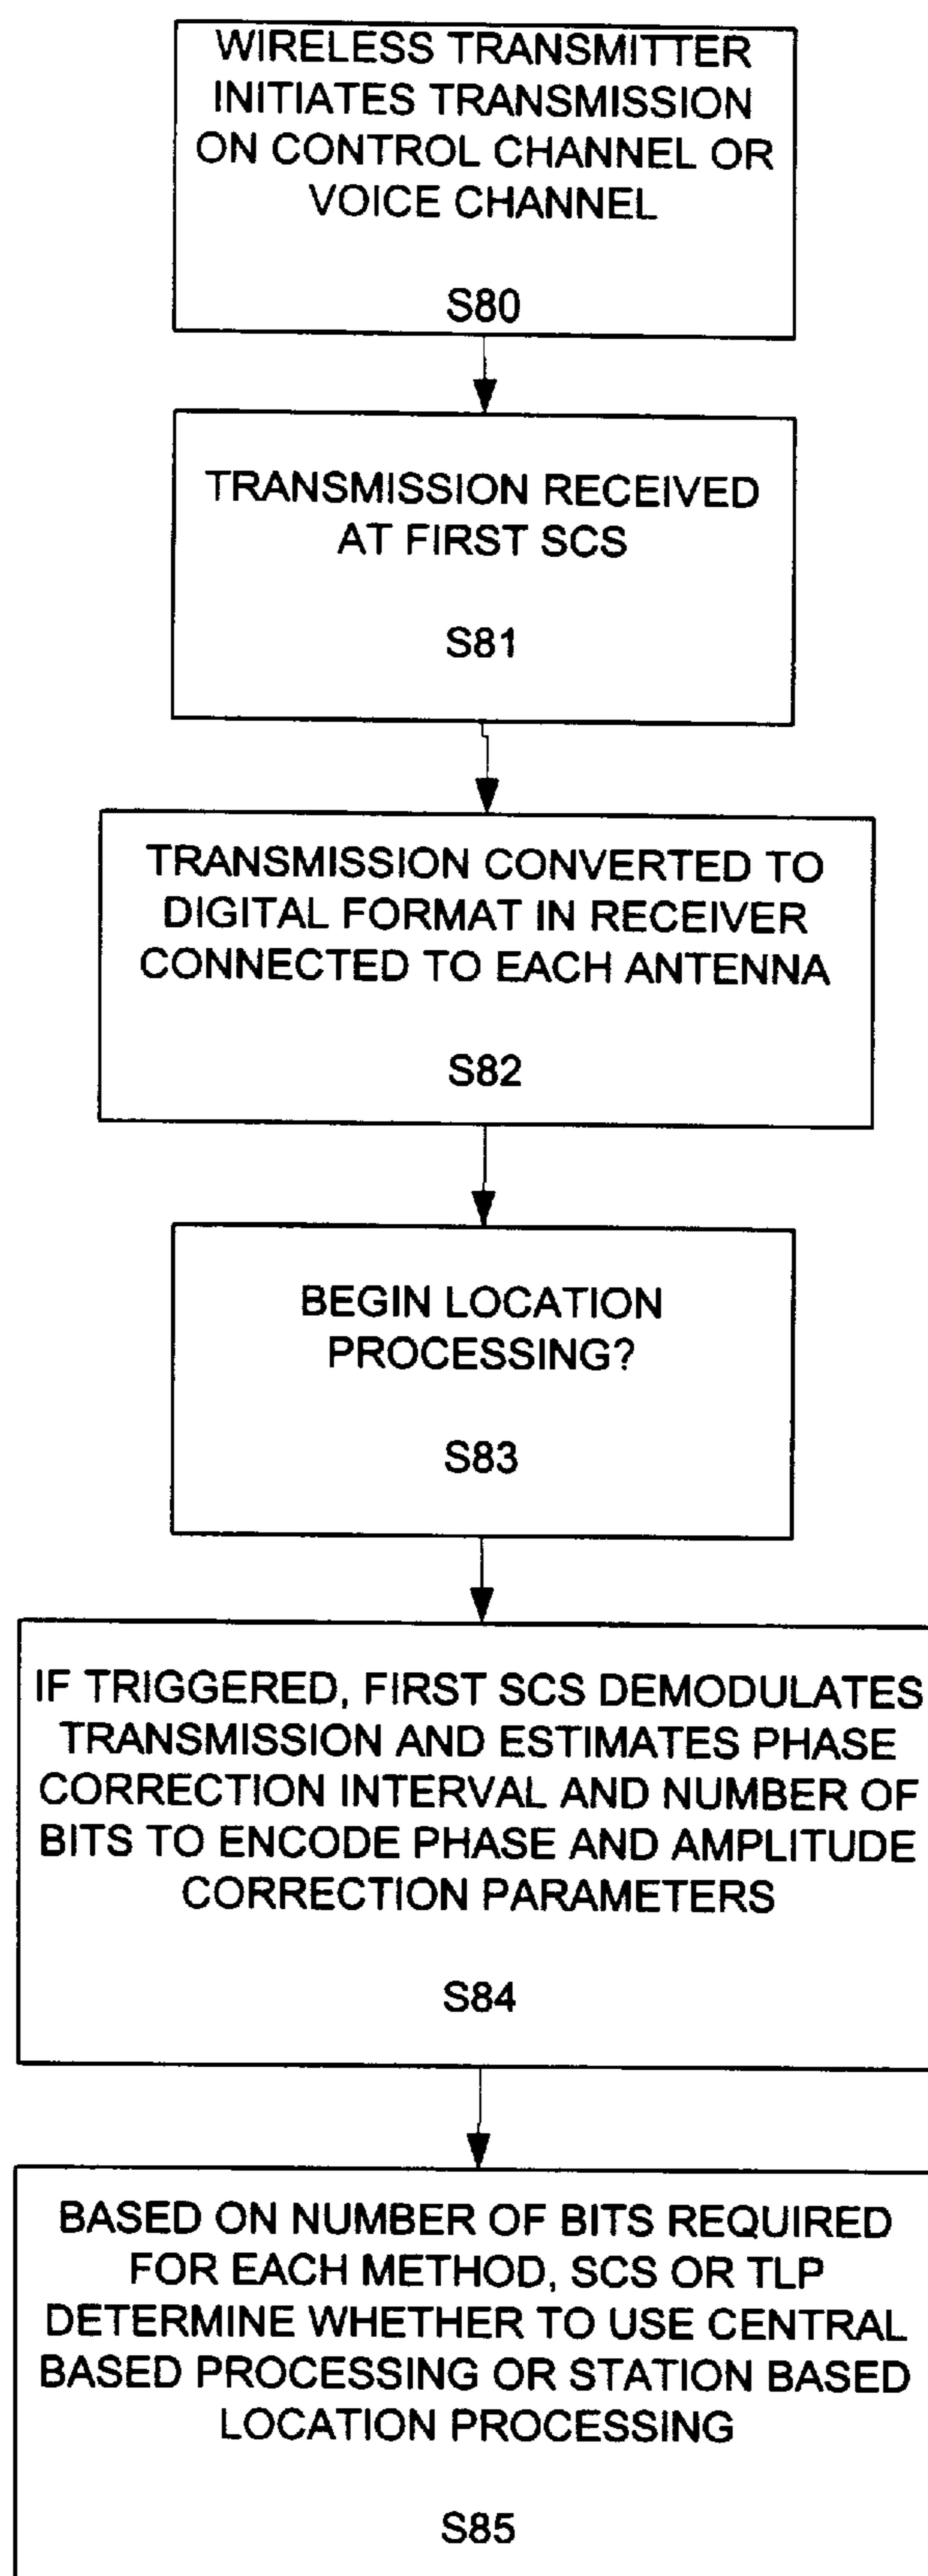 WIRELESS TRANSMITTER
INITIATES TRANSMISSION
ON CONTROL CHANNEL OR
VOICE CHANNEL
S80
TRANSMISSION RECEIVED
AT FIRST SCS
S81
TRANSMISSION CONVERTED TO
DIGITAL FORMAT IN RECEIVER
CONNECTED TO EACH ANTENNA
S82
BEGIN LOCATION
PROCESSING?
S83
IF TRIGGERED, FIRST SCS DEMODULATES
TRANSMISSION AND ESTIMATES PHASE
CORRECTION INTERVAL AND NUMBER OF
BITS TO ENCODE PHASE AND AMPLITUDE
CORRECTION PARAMETERS
S84
BASED ON NUMBER OF BITS REQUIRED
FOR EACH METHOD, SCS OR TLP
DETERMINE WHETHER TO USE CENTRAL
BASED PROCESSING OR STATION BASED
LOCATION PROCESSING
S85